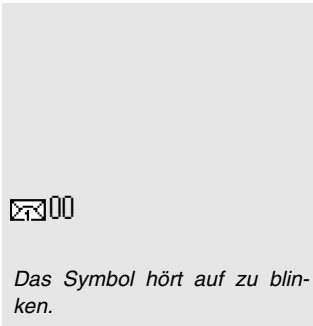 00
Das Symbol hört auf zu blin-
ken.